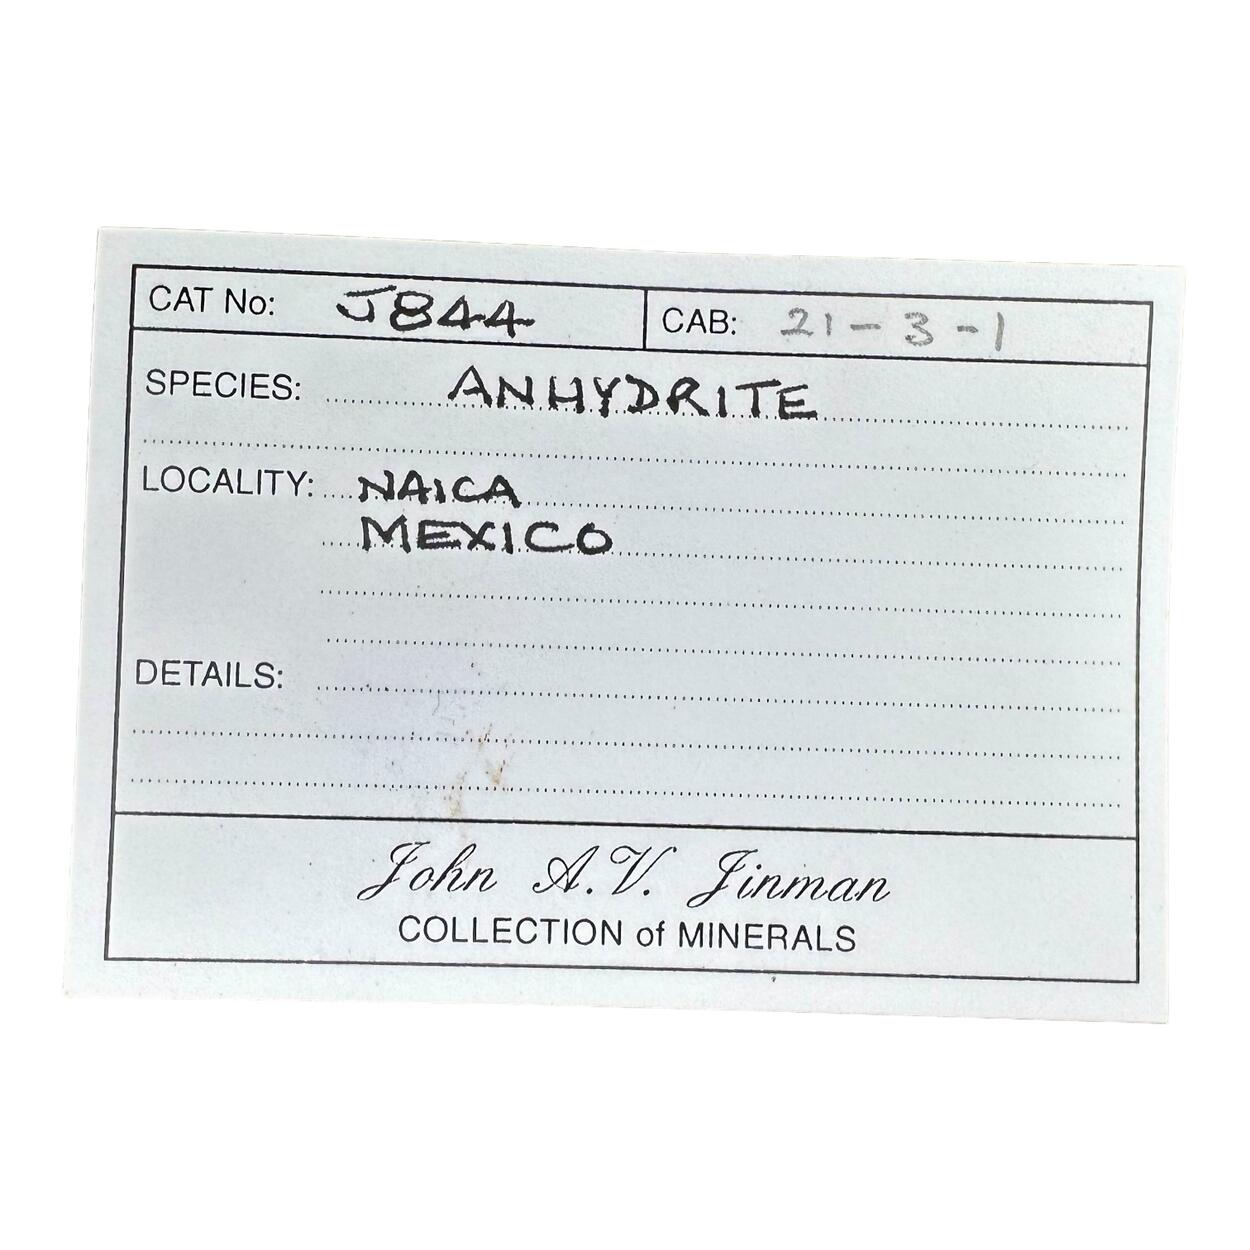 CAT No: J844 CAB: 21-3-1
SPECIES: ANHYDRITE
LOCALITY: NAICA
MEXICO
DETAILS:
John A.V. Jinman
COLLECTION of MINERALS